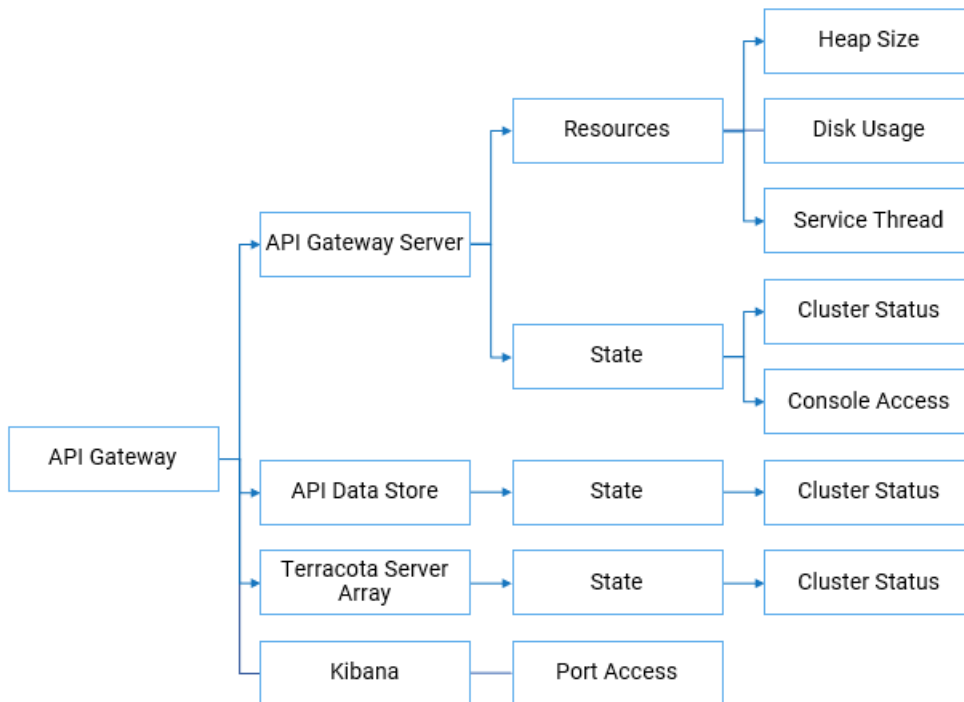 Heap Size
Resources
Disk Usage
Service Thread
API Gateway Server
Cluster Status
State
Console Access
API Gateway
API Data Store
State
Cluster Status
Terracota Server
Array
State
Cluster Status
Kibana
Port Access